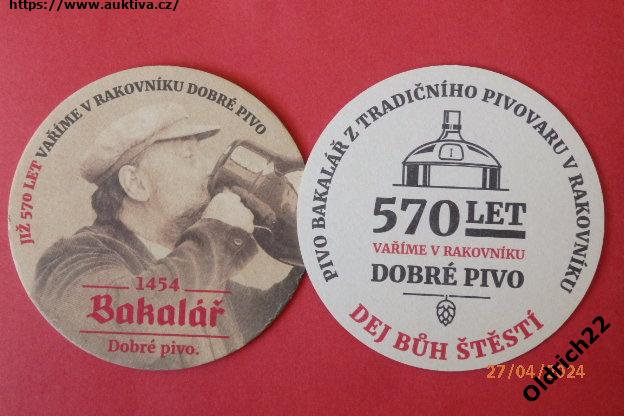 https://www.auktiva.cz/
JIŽ 570 LET VAŘÍME V RAKOVNÍKU DOBRÉ PIVO
1454
Bakalář
Dobré pivo.
PIVO BAKALÁŘ Z TRADIČNÍHO PIVOVARU V RAKOVNÍKU
570 LET
VAŘÍME V RAKOVNÍKU
DOBRÉ PIVO
DEJ BŮH ŠTĚSTÍ
27/04/2024
Oldrich22